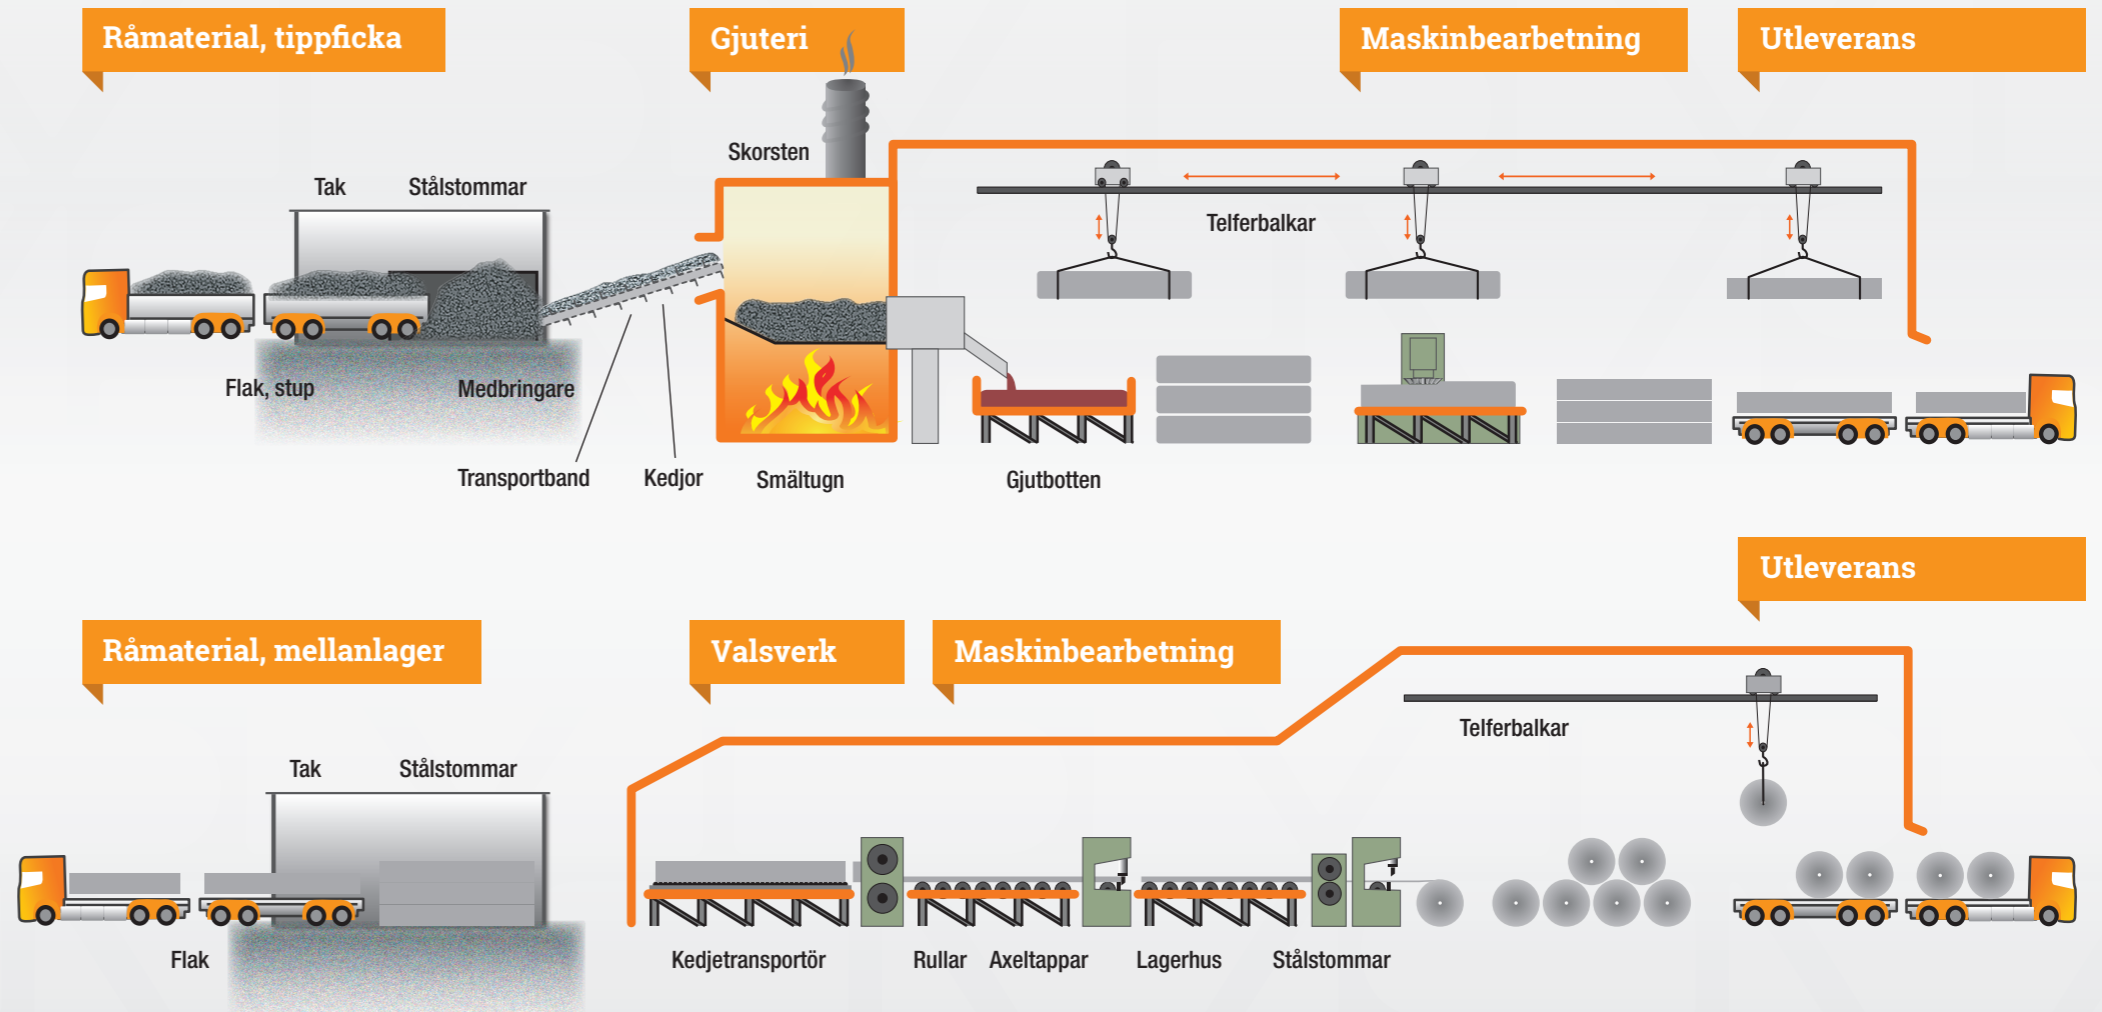 Råmaterial, tippficka
Gjuteri
Maskinbearbetning
Utleverans
Skorsten
Tak
Stålstommar
Telferbalkar
Flak, stup
Medbringare
Transportband
Kedjor
Smältugn
Gjutbotten
Utleverans
Råmaterial, mellanlager
Valsverk
Maskinbearbetning
Telferbalkar
Tak
Stålstommar
Flak
Kedjetransportör
Rullar
Axeltappar
Lagerhus
Stålstommar